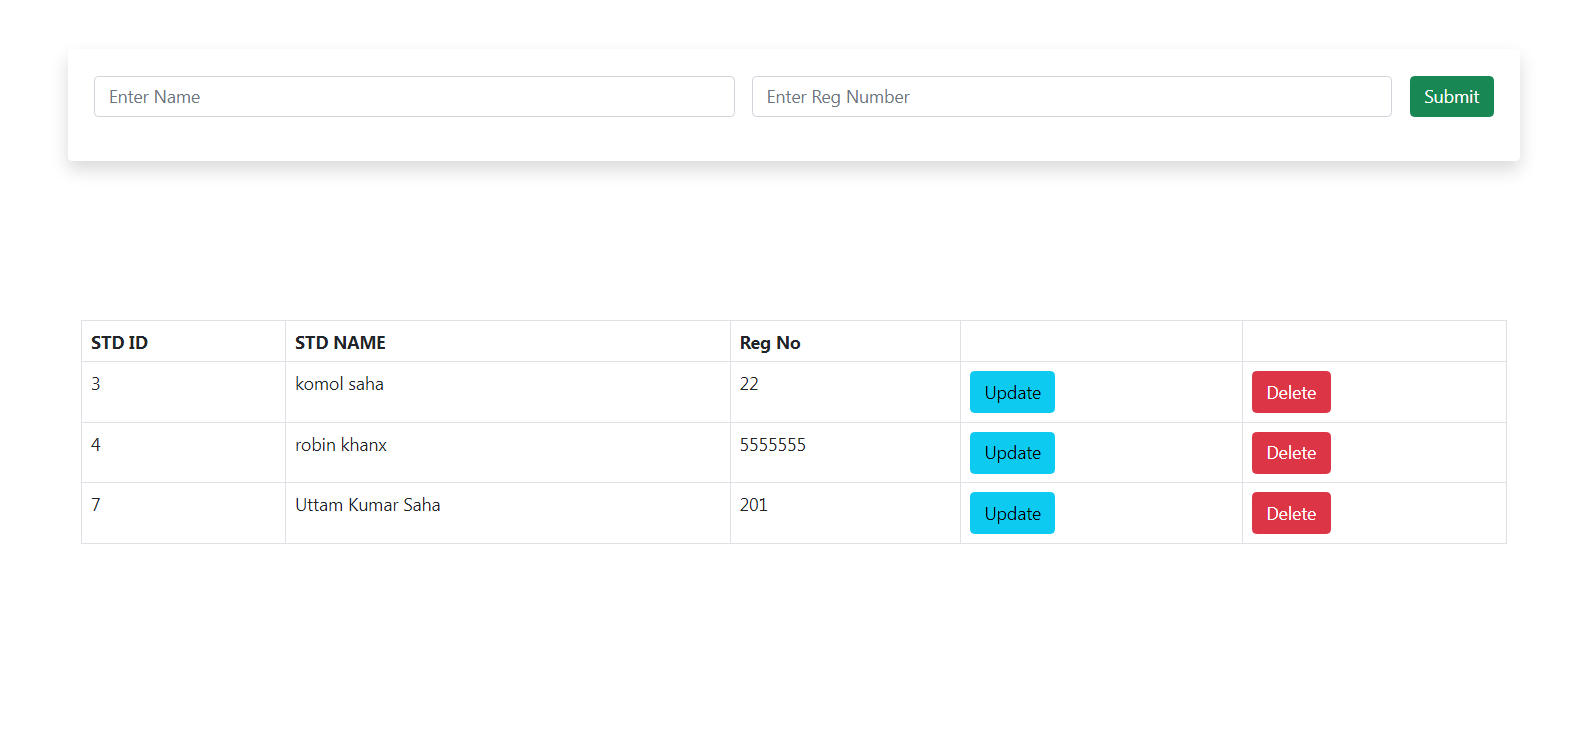 Enter Name Enter Reg Number Submit
STD ID STD NAME Reg No
3 komol saha 22 Update Delete
4 robin khanx 5555555 Update Delete
7 Uttam Kumar Saha 201 Update Delete